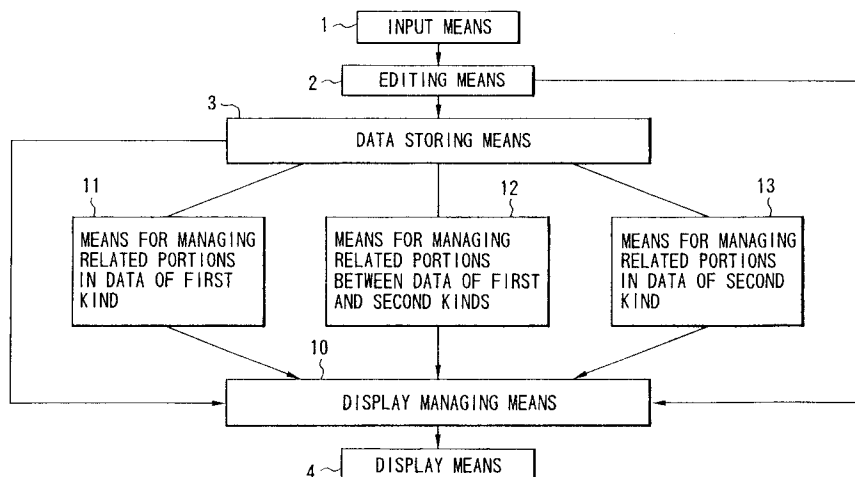 1
INPUT MEANS
2
EDITING MEANS
3
DATA STORING MEANS
11
MEANS FOR MANAGING
RELATED PORTIONS
IN DATA OF FIRST
KIND
12
MEANS FOR MANAGING
RELATED PORTIONS
BETWEEN DATA OF FIRST
AND SECOND KINDS
13
MEANS FOR MANAGING
RELATED PORTIONS
IN DATA OF SECOND
KIND
10
DISPLAY MANAGING MEANS
4
DISPLAY MEANS